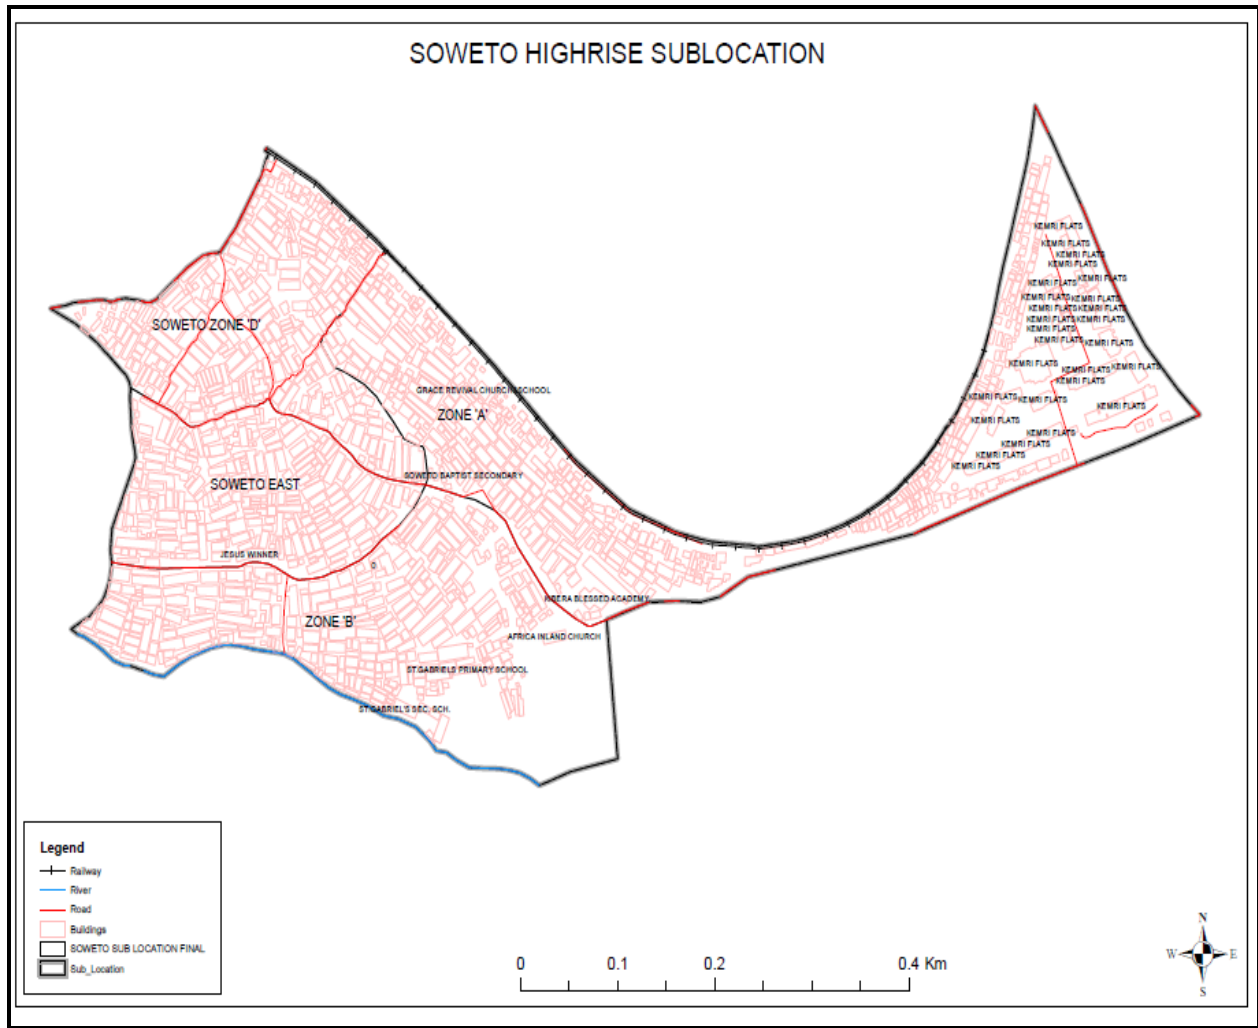 SOWETO HIGHRISE SUBLOCATION
KEMRI FLATS
KEMRI FLATS
KEMRI FLATS
KEMRI FLATS
KEMRI FLATS
KEMRI FLATS
KEMRI FLATS
KEMRI FLATS
KEMRI FLATS
KEMRI FLATS
KEMRI FLATS
KEMRI FLATS
KEMRI FLATS
SOWETO ZONE 'D'
KEMRI FLATS
KEMRI FLATS
KEMRI FLATS
KEMRI FLATS
KEMRI FLATS
KEMRI FLATS
KEMRI FLATS
GRACE REVIVAL CHURCH SCHOOL
KEMRI FLATS
KEMRI FLATS
KEMRI FLATS
ZONE 'A'
KEMRI FLATS
KEMRI FLATS
KEMRI FLATS
KEMRI FLATS
KEMRI FLATS
SOWETO BAPTIST SECONDARY
SOWETO EAST
JESUS WINNER
0
KIBERA BLESSED ACADEMY
ZONE 'B'
AFRICA INLAND CHURCH
ST.GABRIELS PRIMARY SCHOOL
ST.GABRIEL'S SEC. SCH.
Legend
Railway
River
Road
Buildings
SOWETO SUB LOCATION FINAL
Sub_Location
0 0.1 0.2 0.4 Km
N
W E
S